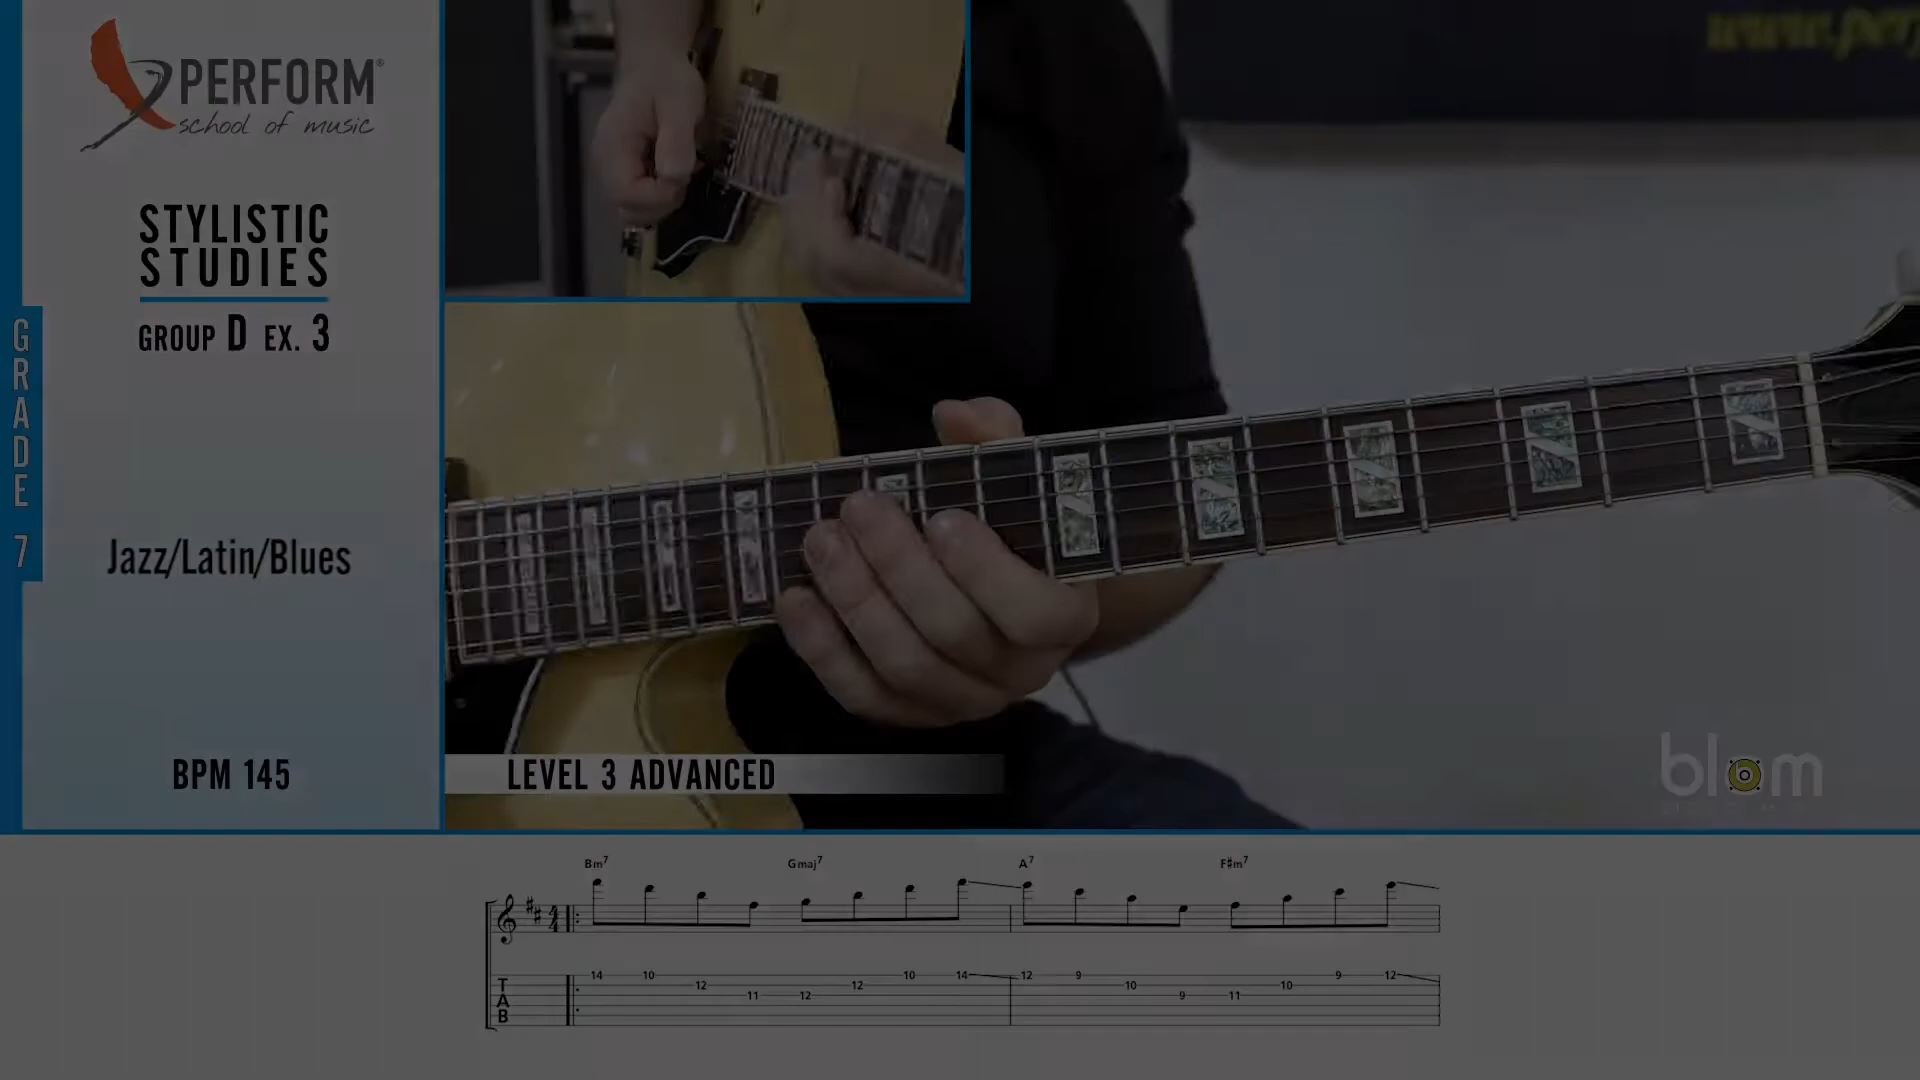 PERFORM®
school of music
STYLISTIC
STUDIES
GROUP D EX. 3
GRADE 7
Jazz/Latin/Blues
BPM 145
LEVEL 3 ADVANCED
blom
Bm7 Gmaj7 A7 F♯m7
4
4
14 10 12 11 12 12 10 14 12 9 10 9 11 10 9 12
T
A
B